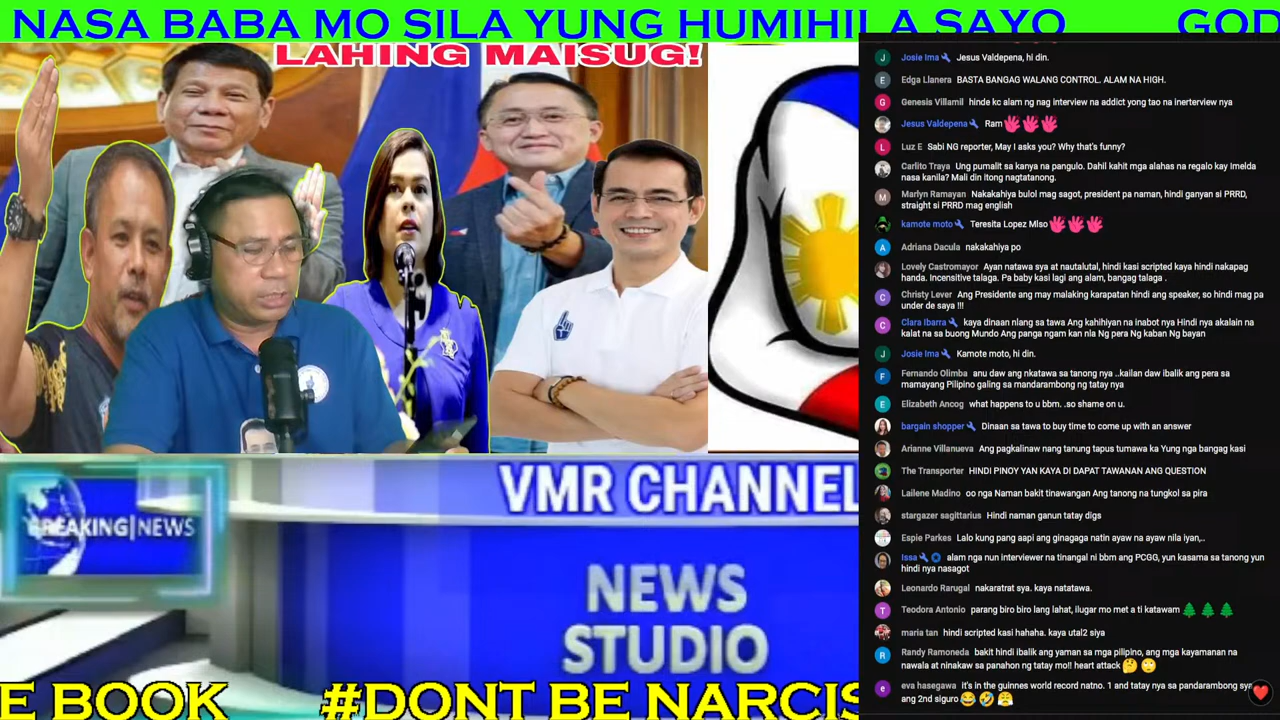 NASA BABA MO SILA YUNG HUMIHILA SAYO GOD
LAHING MAISUG!
VMR CHANNEL
BREAKING|NEWS
NEWS
STUDIO
E BOOK #DONT BE NARCIS
Josie Ima Jesus Valdepena, hi din.
Edga Llanera BASTA BANGAG WALANG CONTROL. ALAM NA HIGH.
Genesis Villamil hinde kc alam ng nag interview na addict yong tao na inerterview nya
Jesus Valdepena Ram
Luz E Sabi NG reporter, May I asks you? Why that's funny?
Carlito Traya Ung pumalit sa kanya na pangulo. Dahil kahit mga alahas na regalo kay Imelda
nasa kanila? Mali din itong nagtatanong.
Marlyn Ramayan Nakakahiya bulol mag sagot, president pa naman, hindi ganyan si PRRD,
straight si PRRD mag english
kamote moto Teresita Lopez Mlso
Adriana Dacula nakakahiya po
Lovely Castromayor Ayan natawa sya at nautalutal, hindi kasi scripted kaya hindi nakapag
handa. Incensitive talaga. Pa baby kasi lagi ang alam, bangag talaga .
Christy Lever Ang Presidente ang may malaking karapatan hindi ang speaker, so hindi mag pa
under de saya !!!
Clara Ibarra kaya dinaan nlang sa tawa Ang kahihiyan na inabot nya Hindi nya akalain na
kalat na sa buong Mundo Ang panga ngam kan nla Ng pera Ng kaban Ng bayan
Josie Ima Kamote moto, hi din.
Fernando Olimba anu daw ang nkatawa sa tanong nya ..kailan daw ibalik ang pera sa
mamayang Pilipino galing sa mandarambong ng tatay nya
Elizabeth Ancog what happens to u bbm. .so shame on u.
bargain shopper Dinaan sa tawa to buy time to come up with an answer
Arianne Villanueva Ang pagkalinaw nang tanung tapus tumawa ka Yung nga bangag kasi
The Transporter HINDI PINOY YAN KAYA DI DAPAT TAWANAN ANG QUESTION
Lailene Madino oo nga Naman bakit tinawangan Ang tanong na tungkol sa pira
stargazer sagittarius Hindi naman ganun tatay digs
Espie Parkes Lalo kung pang aapi ang ginagaga natin ayaw na ayaw nila iyan,..
Issa alam nga nun interviewer na tinangal ni bbm ang PCGG, yun kasama sa tanong yun
hindi nya nasagot
Leonardo Rarugal nakaratrat sya. kaya natatawa.
Teodora Antonio parang biro biro lang lahat, ilugar mo met a ti katawam 🌲🌲🌲
maria tan hindi scripted kasi hahaha. kaya utal2 siya
Randy Ramoneda bakit hindi ibalik ang yaman sa mga pilipino, ang mga kayamanan na
nawala at ninakaw sa panahon ng tatay mo!! heart attack 🤔🙄
eva hasegawa it's in the guinnes world record natno. 1 and tatay nya sa pandarambong sya
ang 2nd siguro 😂🤣😤